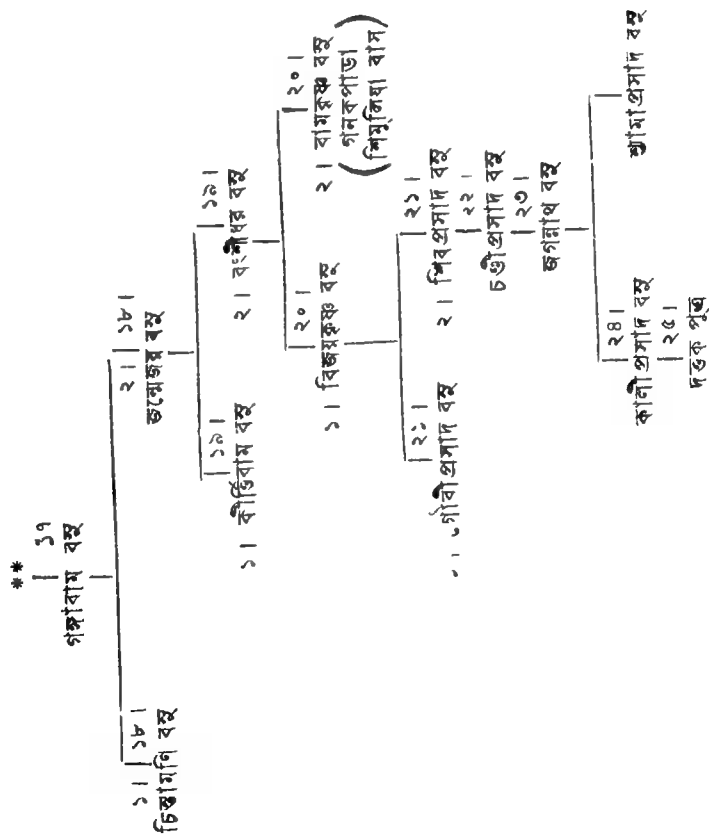 **
১৭
গঙ্গাবাম বসু
১। ১৮।
চিন্তামণি বসু
২। ১৮।
জন্মেজয় বসু
১৯।
১। কীর্ত্তিবাম বসু
১৯।
২। বংশীধর বসু
২০।
১। বিজয়কৃষ্ণ বসু
২০।
২। বামকৃষ্ণ বসু
গনকপাড়া
(শিমুলিয়া বাস)
২১।
গৌবীপ্রসাদ বসু
২১।
২। শিবপ্রসাদ বসু
২২।
চণ্ডীপ্রসাদ বসু
২৩।
জগন্নাথ বসু
২৪।
কালীপ্রসাদ বসু
২৫।
দত্তক পুত্র
শ্যামাপ্রসাদ বসু